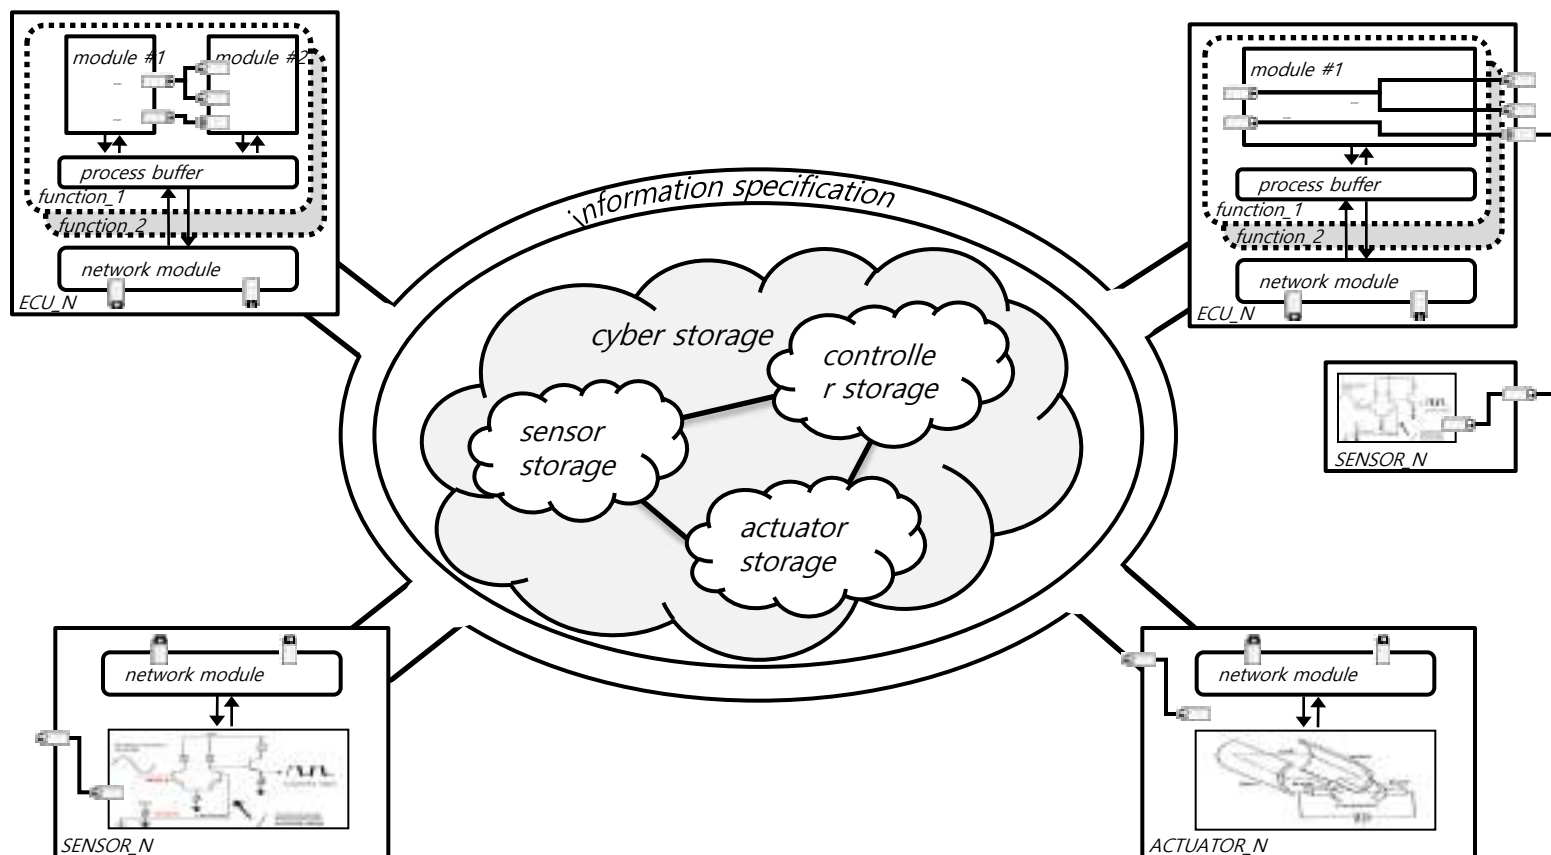 module #1
module #2
process buffer
function_1
function_2
network module
ECU_N
module #1
process buffer
function_1
function_2
network module
ECU_N
information specification
cyber storage
controlle
r storage
sensor
storage
actuator
storage
SENSOR_N
network module
SENSOR_N
network module
ACTUATOR_N